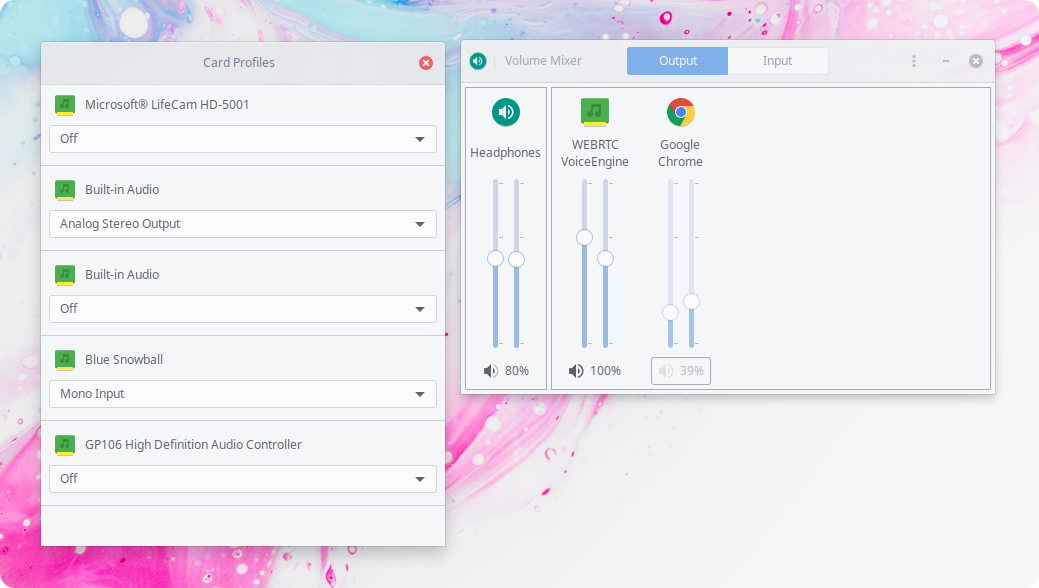 Card Profiles
Microsoft® LifeCam HD-5001
Off
Built-in Audio
Analog Stereo Output
Built-in Audio
Off
Blue Snowball
Mono Input
GP106 High Definition Audio Controller
Off
Volume Mixer
Output
Input
Headphones
80%
WEBRTC
VoiceEngine
100%
Google
Chrome
39%